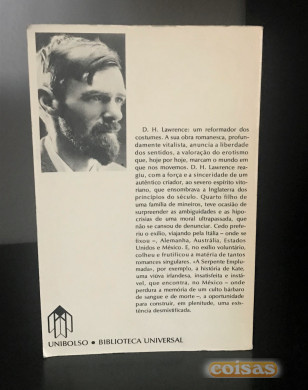 D. H. Lawrence: um reformador dos
costumes. A sua obra romanesca, profun-
damente vitalista, anuncia a liberdade
dos sentidos, a valoração do erotismo
que, hoje por hoje, marcam o mundo em
que nos movemos. D. H. Lawrence rea-
giu, com a força e a sinceridade de um
autêntico criador, ao severo espírito vito-
riano, que ensombrava a Inglaterra dos
princípios do século. Quarto filho de
uma família de mineiros, teve ocasião de
surpreender as ambiguidades e as hipo-
crisias de uma moral ultrapassada, que
não se cansou de denunciar. Cedo prefe-
riu o exílio, viajando pela Itália – onde se
fixou –, Alemanha, Austrália, Estados
Unidos e México. E, no exílio voluntário,
colheu e frutificou a matéria de tantos
romances singulares. «A Serpente Emplu-
mada», por exemplo, a história de Kate,
uma viúva irlandesa, insatisfeita e instá-
vel, que encontra, no México – onde
perdura a memória de um culto bárbaro
de sangue e de morte –, a oportunidade
para construir, em plenitude, uma exis-
tência desmistificada.
UNIBOLSO • BIBLIOTECA UNIVERSAL
coisas